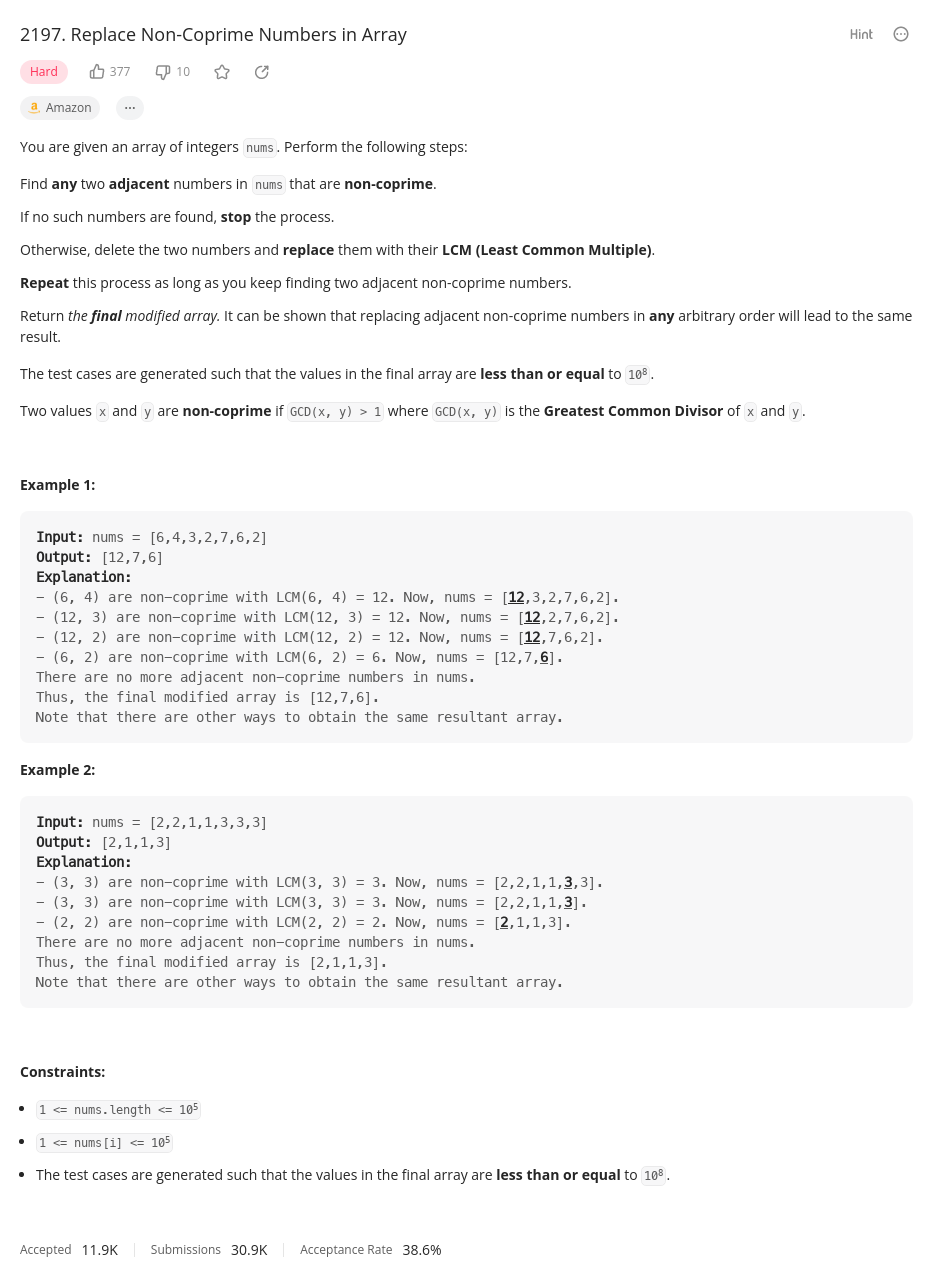 2197. Replace Non-Coprime Numbers in Array
Hint
Hard 377 10
Amazon
You are given an array of integers nums. Perform the following steps:
Find any two adjacent numbers in nums that are non-coprime.
If no such numbers are found, stop the process.
Otherwise, delete the two numbers and replace them with their LCM (Least Common Multiple).
Repeat this process as long as you keep finding two adjacent non-coprime numbers.
Return the final modified array. It can be shown that replacing adjacent non-coprime numbers in any arbitrary order will lead to the same
result.
The test cases are generated such that the values in the final array are less than or equal to 10⁸.
Two values x and y are non-coprime if GCD(x, y) > 1 where GCD(x, y) is the Greatest Common Divisor of x and y.
Example 1:
Input: nums = [6,4,3,2,7,6,2]
Output: [12,7,6]
Explanation:
- (6, 4) are non-coprime with LCM(6, 4) = 12. Now, nums = [12,3,2,7,6,2].
- (12, 3) are non-coprime with LCM(12, 3) = 12. Now, nums = [12,2,7,6,2].
- (12, 2) are non-coprime with LCM(12, 2) = 12. Now, nums = [12,7,6,2].
- (6, 2) are non-coprime with LCM(6, 2) = 6. Now, nums = [12,7,6].
There are no more adjacent non-coprime numbers in nums.
Thus, the final modified array is [12,7,6].
Note that there are other ways to obtain the same resultant array.
Example 2:
Input: nums = [2,2,1,1,3,3,3]
Output: [2,1,1,3]
Explanation:
- (3, 3) are non-coprime with LCM(3, 3) = 3. Now, nums = [2,2,1,1,3,3].
- (3, 3) are non-coprime with LCM(3, 3) = 3. Now, nums = [2,2,1,1,3].
- (2, 2) are non-coprime with LCM(2, 2) = 2. Now, nums = [2,1,1,3].
There are no more adjacent non-coprime numbers in nums.
Thus, the final modified array is [2,1,1,3].
Note that there are other ways to obtain the same resultant array.
Constraints:
• 1 <= nums.length <= 10⁵
• 1 <= nums[i] <= 10⁵
• The test cases are generated such that the values in the final array are less than or equal to 10⁸.
Accepted 11.9K Submissions 30.9K Acceptance Rate 38.6%